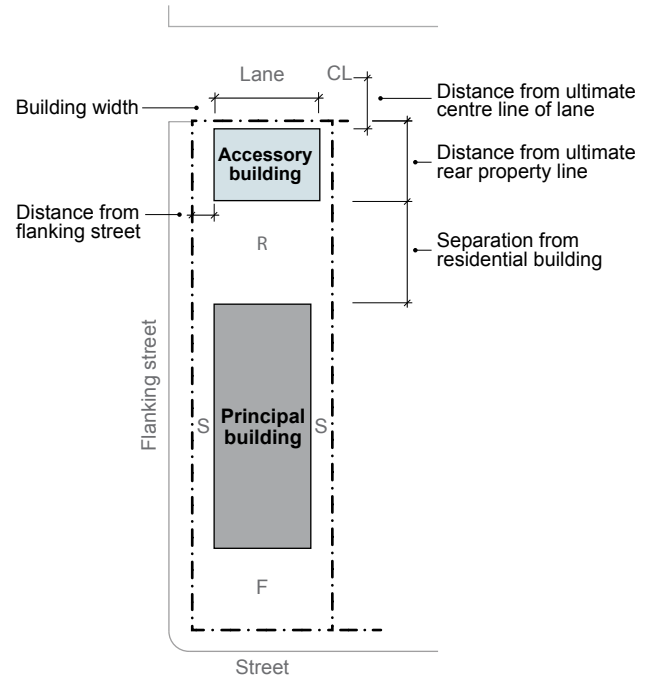 Lane
CL
Distance from ultimate
centre line of lane
Building width
Accessory
building
Distance from ultimate
rear property line
Distance from
flanking street
R
Separation from
residential building
Flanking street
S
Principal
building
S
F
Street